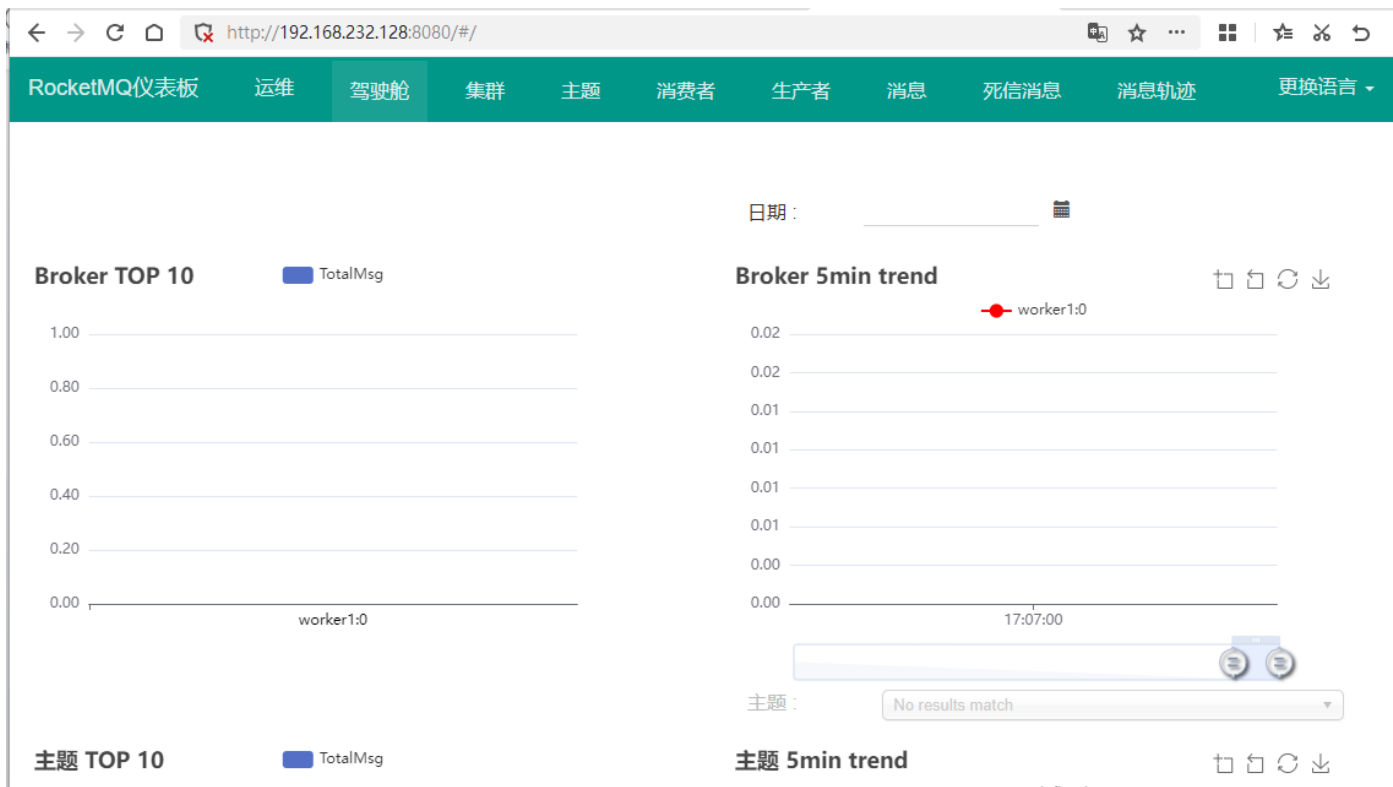 http://192.168.232.128:8080/#/
RocketMQ仪表板 运维 驾驶舱 集群 主题 消费者 生产者 消息 死信消息 消息轨迹 更换语言
日期 :
Broker TOP 10 TotalMsg
1.00
0.80
0.60
0.40
0.20
0.00
worker1:0
Broker 5min trend
worker1:0
0.02
0.02
0.01
0.01
0.01
0.01
0.00
0.00
17:07:00
主题 : No results match
主题 TOP 10 TotalMsg
主题 5min trend